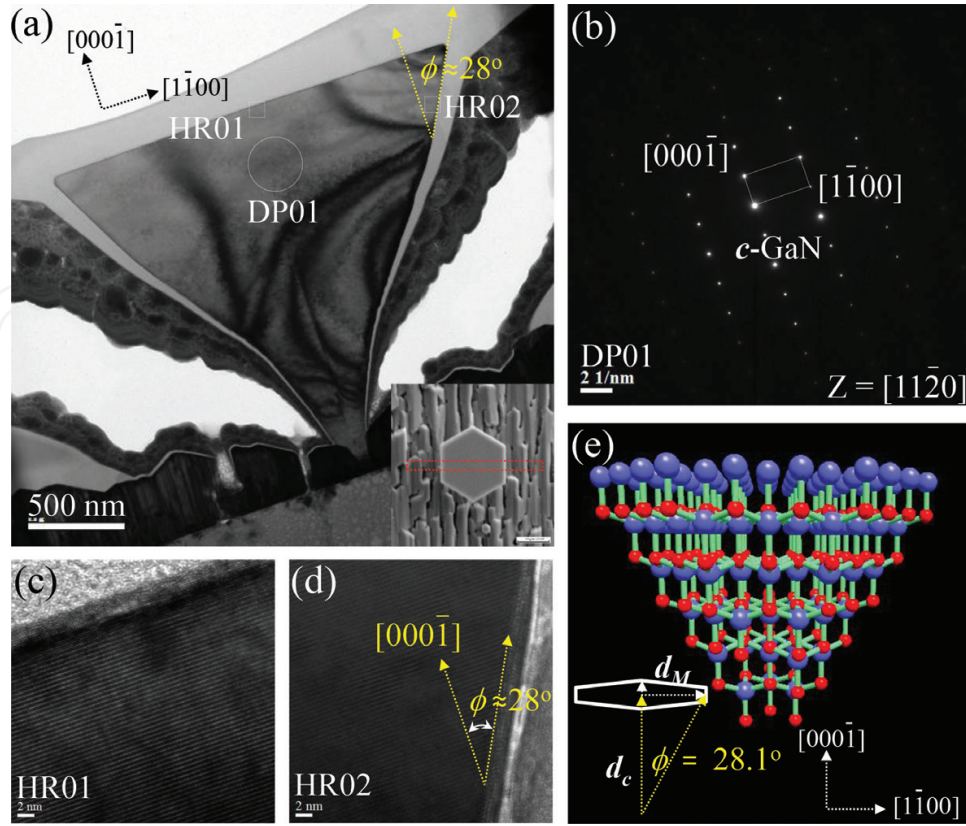 (a)
[0001̄]
[11̄00]
HR01
ϕ ≈ 28°
HR02
DP01
500 nm
(b)
[0001̄]
[11̄00]
c-GaN
DP01
2 1/nm
Z = [112̄0]
(c)
HR01
2 nm
(d)
[0001̄]
ϕ ≈ 28°
HR02
2 nm
(e)
d_M
d_c
ϕ = 28.1°
[0001̄]
[11̄00]